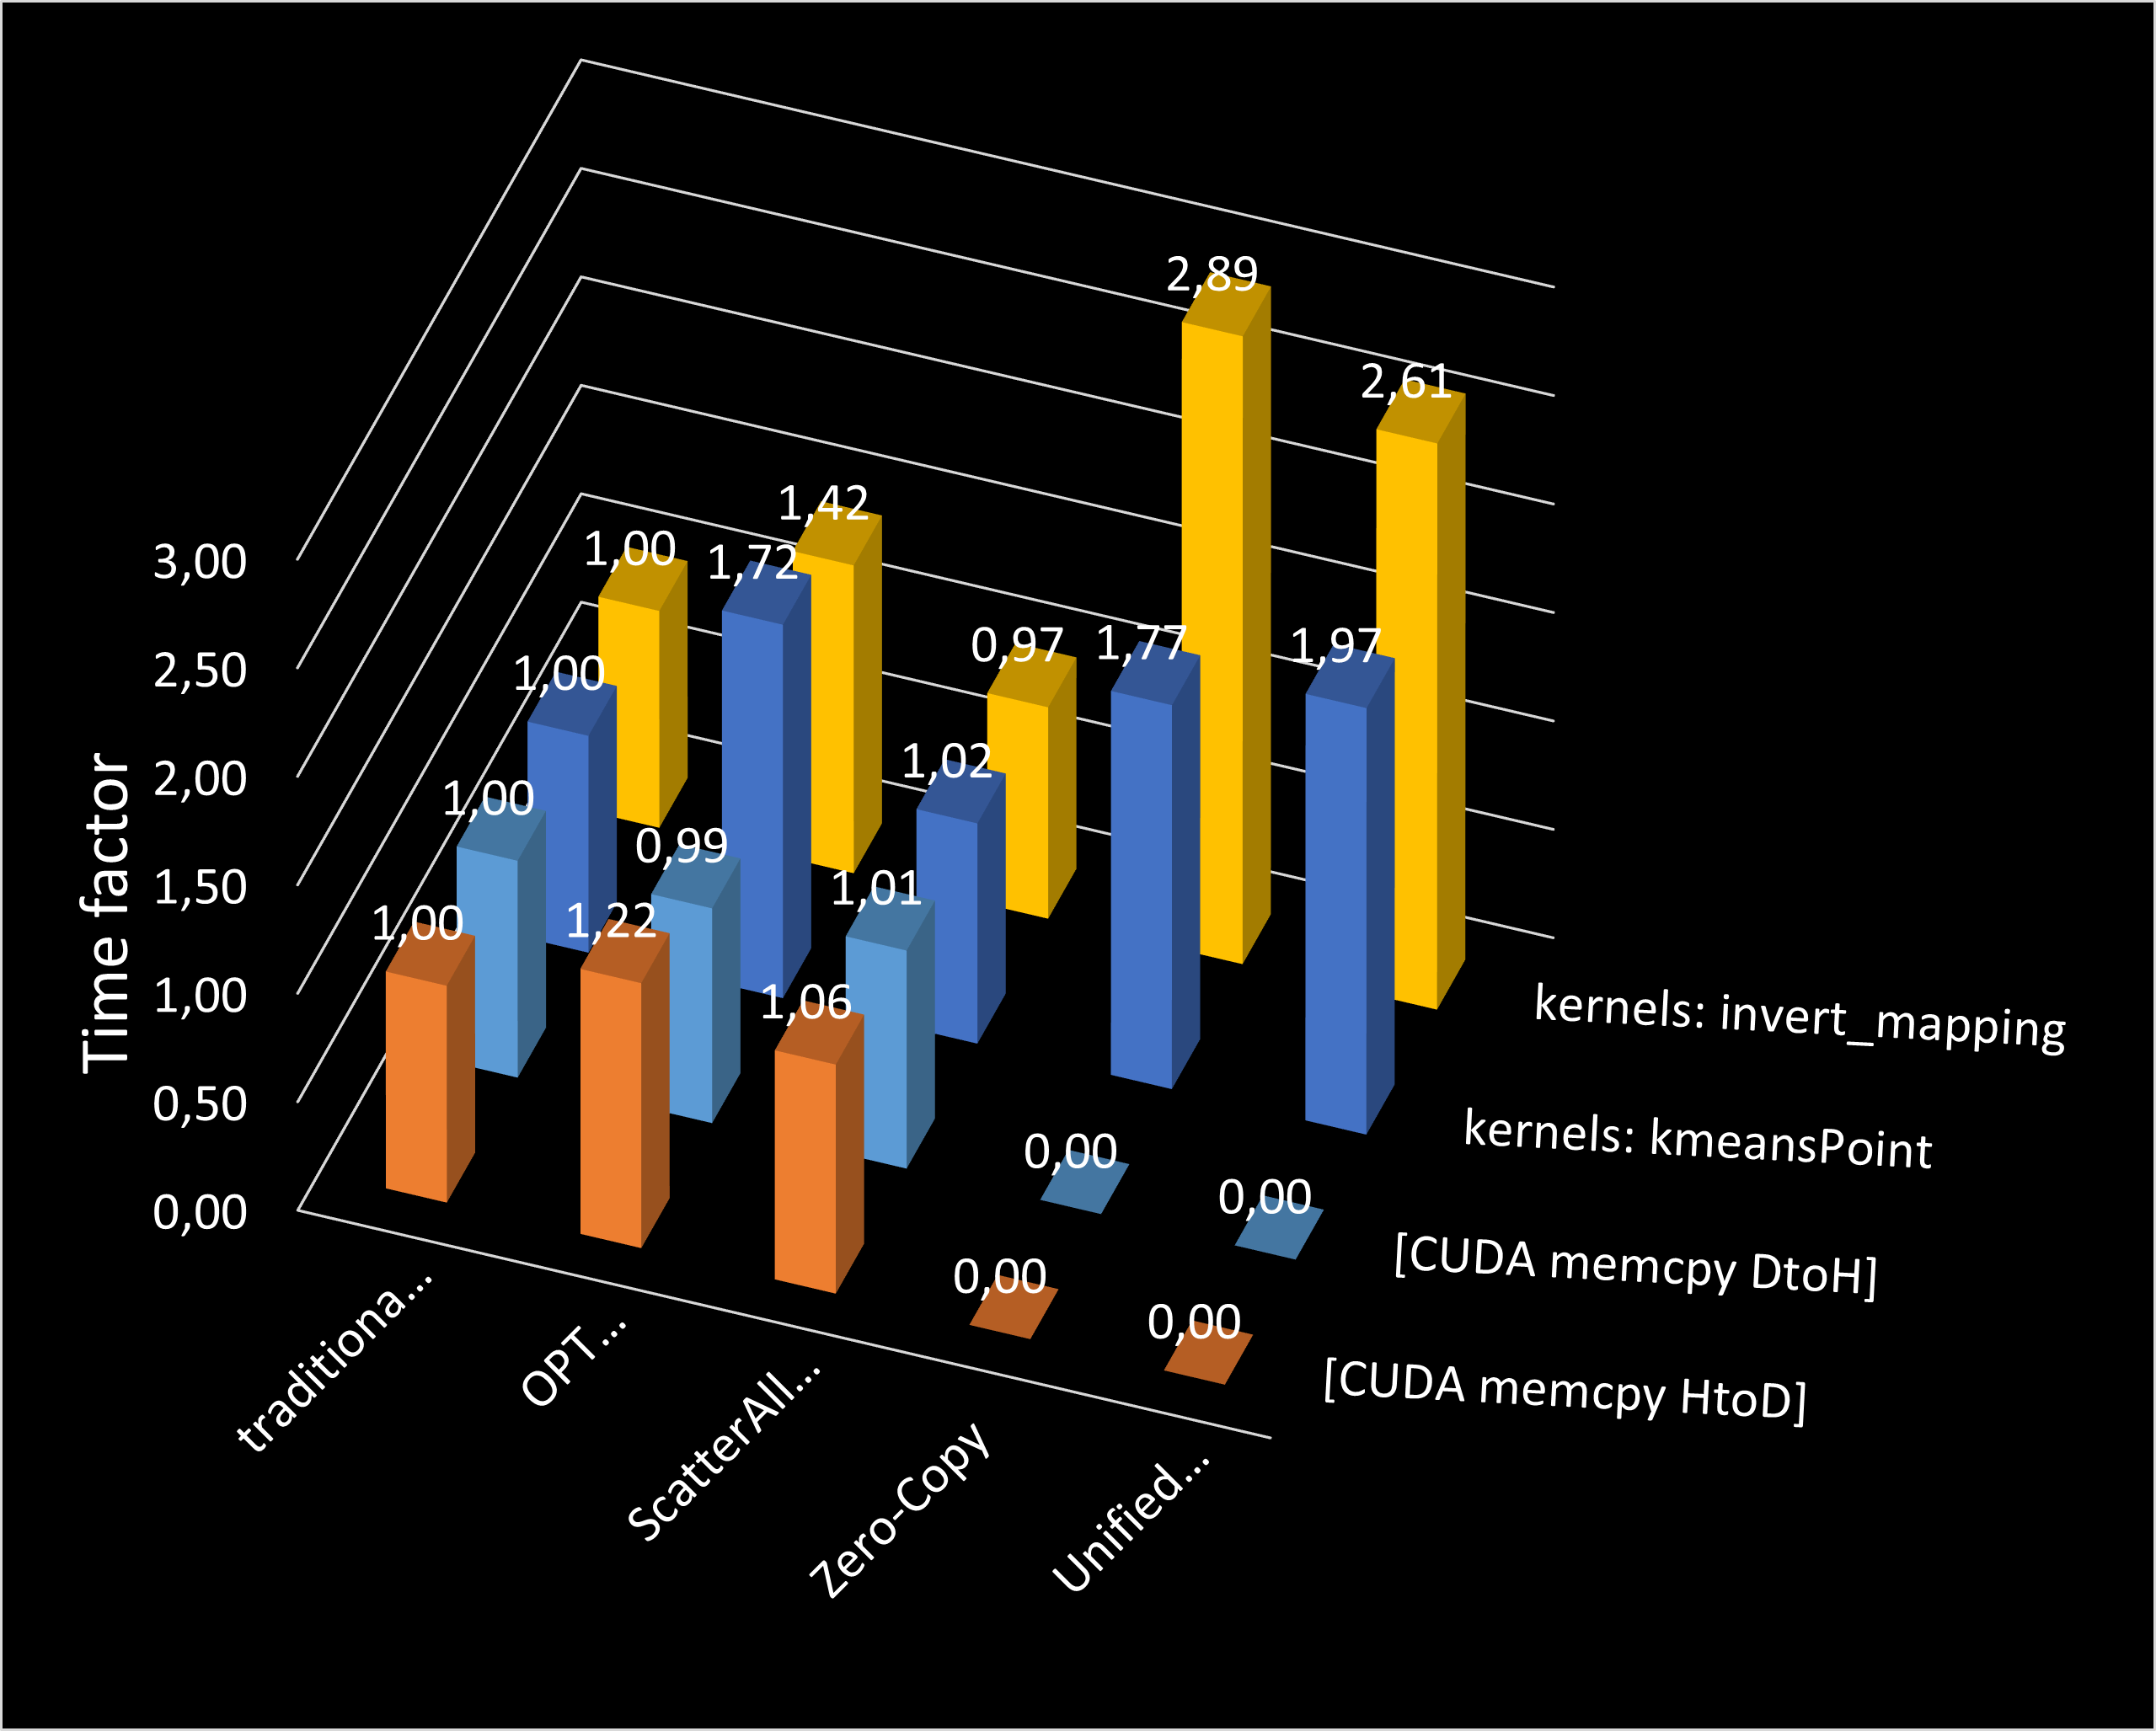 Time factor
3,00
2,50
2,00
1,50
1,00
0,50
0,00
2,89
2,61
1,42
1,00
1,72
0,97
1,77
1,97
1,00
1,02
1,00
0,99
1,01
1,00
1,22
1,06
0,00
0,00
0,00
0,00
kernels: invert_mapping
kernels: kmeansPoint
[CUDA memcpy DtoH]
[CUDA memcpy HtoD]
traditiona...
OPT...
ScatterAll...
Zero-Copy
Unified...